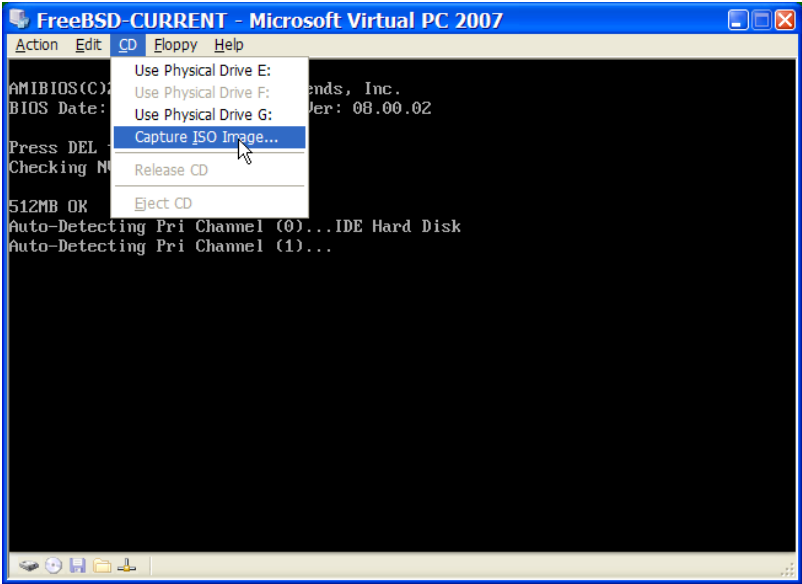 FreeBSD-CURRENT - Microsoft Virtual PC 2007
Action Edit CD Floppy Help
Use Physical Drive E:
Use Physical Drive F:
Use Physical Drive G:
Capture ISO Image...
Release CD
Eject CD
AMIBIOS(C) ends, Inc.
BIOS Date: Ver: 08.00.02
Press DEL
Checking
512MB OK
Auto-Detecting Pri Channel (0)...IDE Hard Disk
Auto-Detecting Pri Channel (1)...